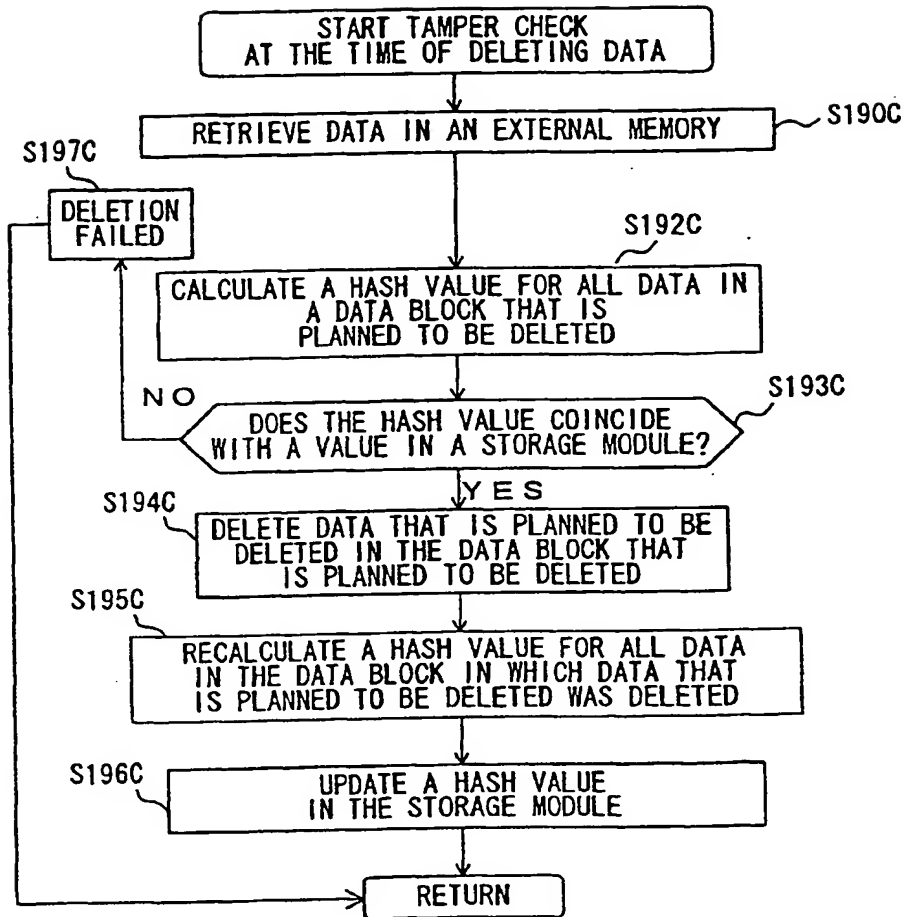 START TAMPER CHECK
AT THE TIME OF DELETING DATA
S190C
RETRIEVE DATA IN AN EXTERNAL MEMORY
S197C
DELETION
FAILED
S192C
CALCULATE A HASH VALUE FOR ALL DATA IN
A DATA BLOCK THAT IS
PLANNED TO BE DELETED
NO
S193C
DOES THE HASH VALUE COINCIDE
WITH A VALUE IN A STORAGE MODULE?
YES
S194C
DELETE DATA THAT IS PLANNED TO BE
DELETED IN THE DATA BLOCK THAT
IS PLANNED TO BE DELETED
S195C
RECALCULATE A HASH VALUE FOR ALL DATA
IN THE DATA BLOCK IN WHICH DATA THAT
IS PLANNED TO BE DELETED WAS DELETED
S196C
UPDATE A HASH VALUE
IN THE STORAGE MODULE
RETURN